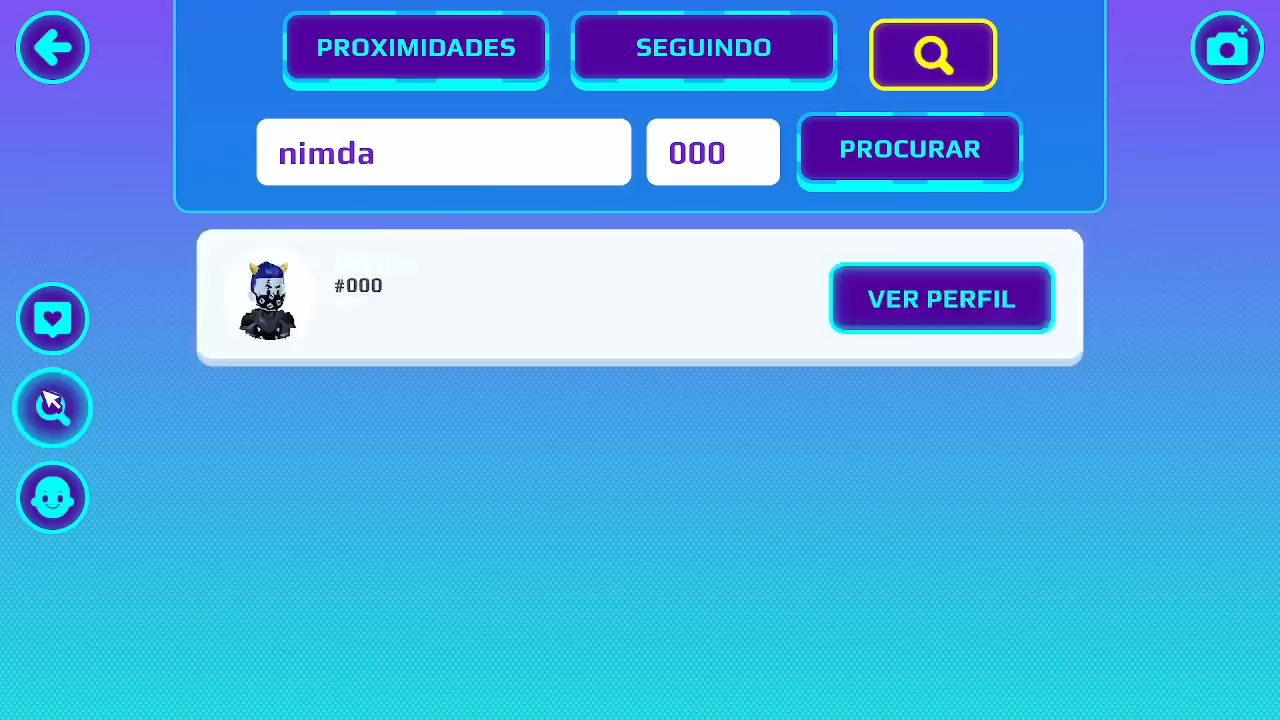 PROXIMIDADES
SEGUINDO
nimda
000
PROCURAR
#000
VER PERFIL